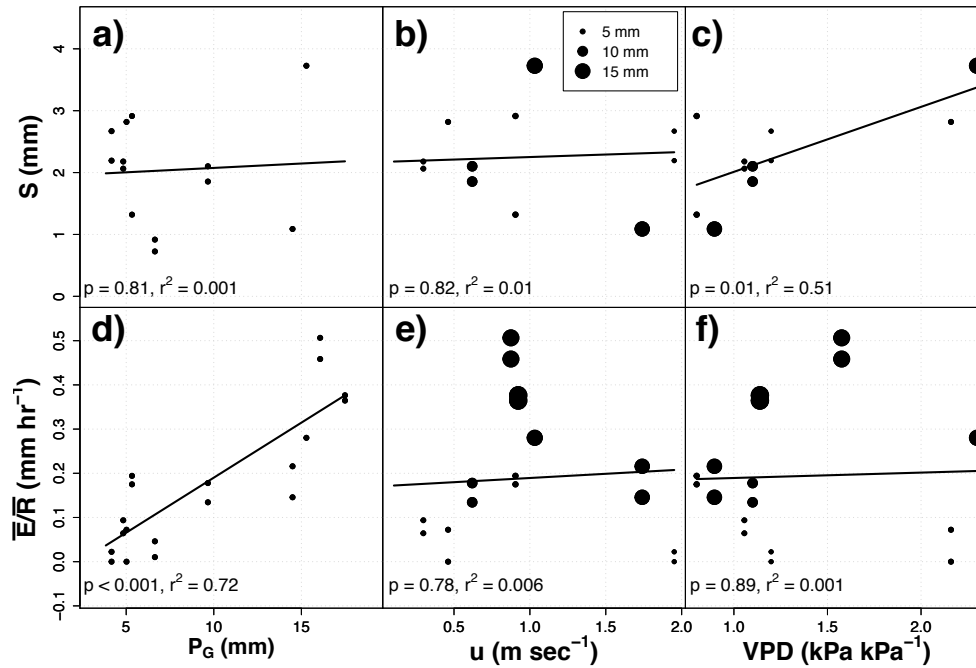 a)
b)
c)
5 mm
10 mm
15 mm
S (mm)
4
3
2
1
0
p = 0.81, r² = 0.001
p = 0.82, r² = 0.01
p = 0.01, r² = 0.51
d)
e)
f)
E̅/R̅ (mm hr⁻¹)
0.5
0.4
0.3
0.2
0.1
0.0
−0.1
p < 0.001, r² = 0.72
p = 0.78, r² = 0.006
p = 0.89, r² = 0.001
5 10 15
0.5 1.0 1.5 2.0
1.0 1.5 2.0
P_G (mm)
u (m sec⁻¹)
VPD (kPa kPa⁻¹)